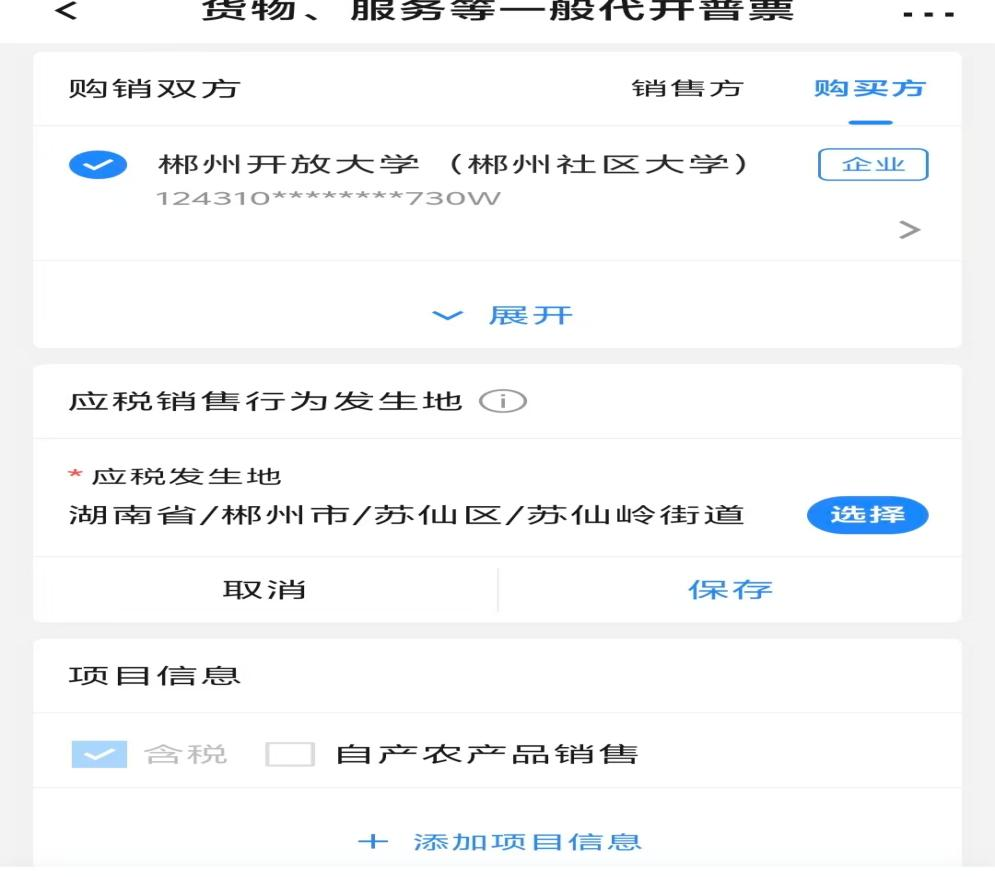 货物、服务等一般代开普票
购销双方 销售方 购买方
郴州开放大学（郴州社区大学） 企业
124310********730W
展开
应税销售行为发生地
* 应税发生地
湖南省/郴州市/苏仙区/苏仙岭街道 选择
取消 保存
项目信息
含税 自产农产品销售
+ 添加项目信息